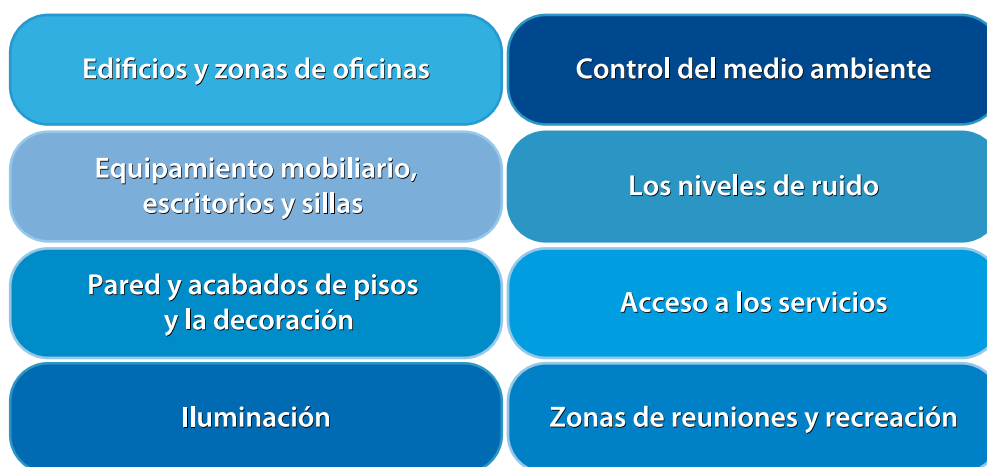 Edificios y zonas de oficinas
Control del medio ambiente
Equipamiento mobiliario,
escritorios y sillas
Los niveles de ruido
Pared y acabados de pisos
y la decoración
Acceso a los servicios
Iluminación
Zonas de reuniones y recreación